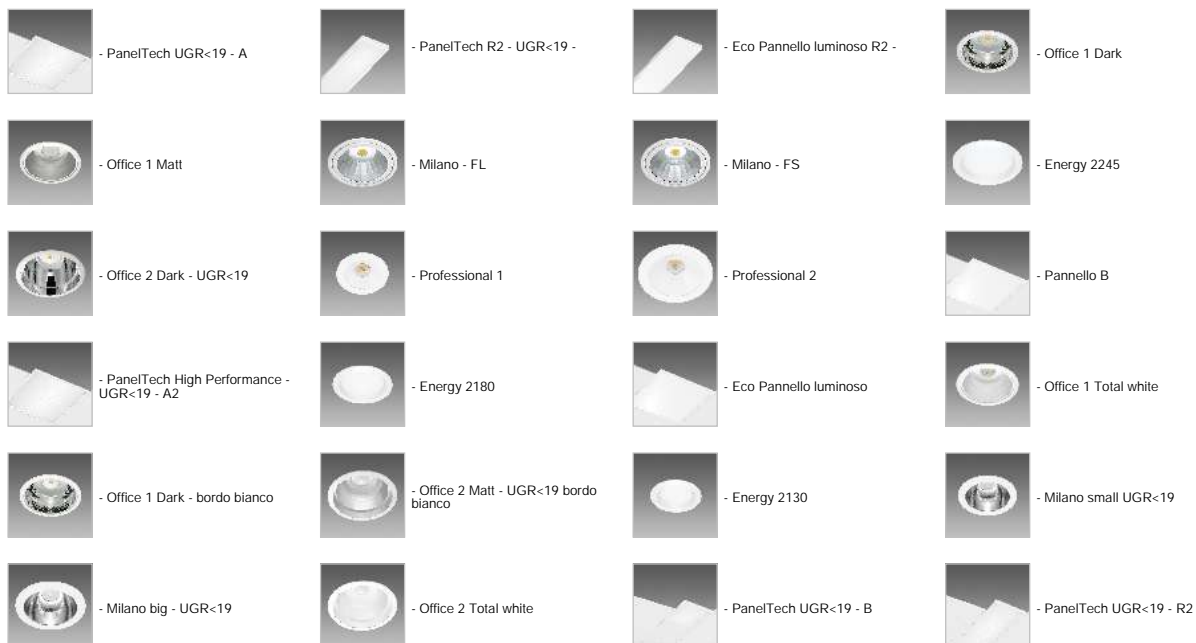 - PanelTech UGR<19 - A
- PanelTech R2 - UGR<19 -
- Eco Pannello luminoso R2 -
- Office 1 Dark
- Office 1 Matt
- Milano - FL
- Milano - FS
- Energy 2245
- Office 2 Dark - UGR<19
- Professional 1
- Professional 2
- Pannello B
- PanelTech High Performance -
UGR<19 - A2
- Energy 2180
- Eco Pannello luminoso
- Office 1 Total white
- Office 1 Dark - bordo bianco
- Office 2 Matt - UGR<19 bordo
bianco
- Energy 2130
- Milano small UGR<19
- Milano big - UGR<19
- Office 2 Total white
- PanelTech UGR<19 - B
- PanelTech UGR<19 - R2